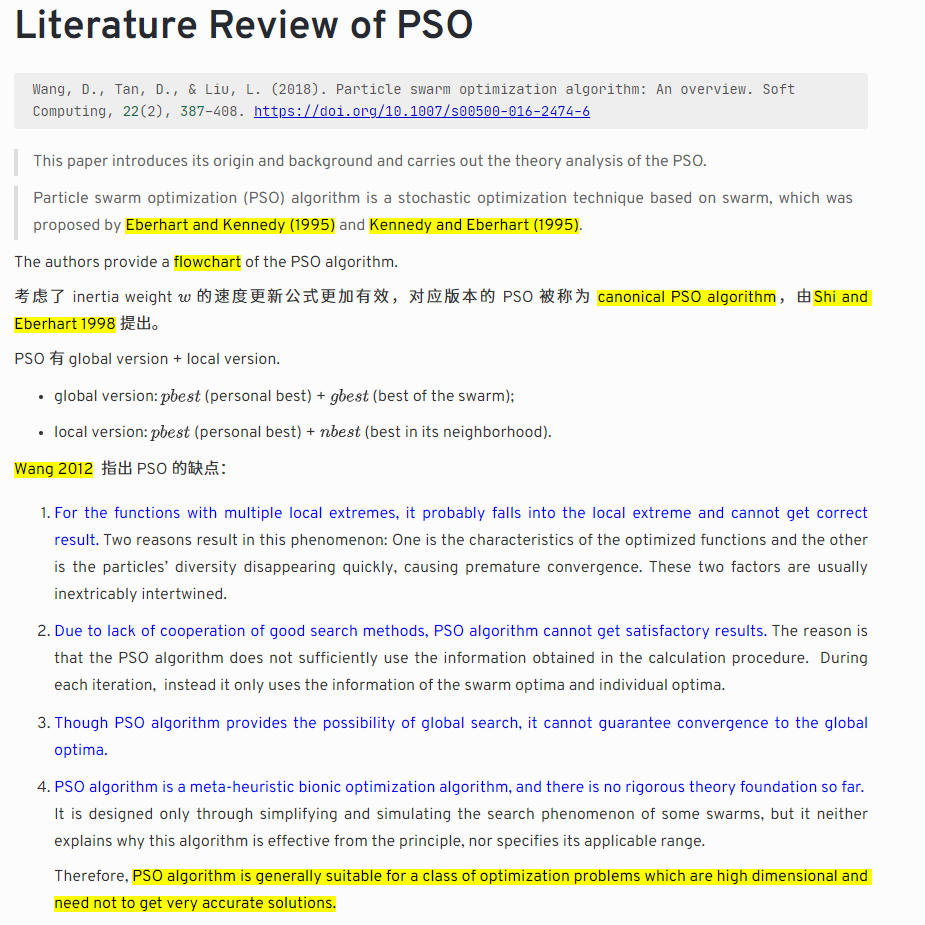 Literature Review of PSO
Wang, D., Tan, D., & Liu, L. (2018). Particle swarm optimization algorithm: An overview. Soft
Computing, 22(2), 387–408. https://doi.org/10.1007/s00500-016-2474-6
This paper introduces its origin and background and carries out the theory analysis of the PSO.
Particle swarm optimization (PSO) algorithm is a stochastic optimization technique based on swarm, which was
proposed by Eberhart and Kennedy (1995) and Kennedy and Eberhart (1995).
The authors provide a flowchart of the PSO algorithm.
考虑了 inertia weight w 的速度更新公式更加有效，对应版本的 PSO 被称为 canonical PSO algorithm，由Shi and
Eberhart 1998 提出。
PSO 有 global version + local version.
• global version: pbest (personal best) + gbest (best of the swarm);
• local version: pbest (personal best) + nbest (best in its neighborhood).
Wang 2012 指出 PSO 的缺点：
1. For the functions with multiple local extremes, it probably falls into the local extreme and cannot get correct
result. Two reasons result in this phenomenon: One is the characteristics of the optimized functions and the other
is the particles’ diversity disappearing quickly, causing premature convergence. These two factors are usually
inextricably intertwined.
2. Due to lack of cooperation of good search methods, PSO algorithm cannot get satisfactory results. The reason is
that the PSO algorithm does not sufficiently use the information obtained in the calculation procedure. During
each iteration, instead it only uses the information of the swarm optima and individual optima.
3. Though PSO algorithm provides the possibility of global search, it cannot guarantee convergence to the global
optima.
4. PSO algorithm is a meta-heuristic bionic optimization algorithm, and there is no rigorous theory foundation so far.
It is designed only through simplifying and simulating the search phenomenon of some swarms, but it neither
explains why this algorithm is effective from the principle, nor specifies its applicable range.
Therefore, PSO algorithm is generally suitable for a class of optimization problems which are high dimensional and
need not to get very accurate solutions.